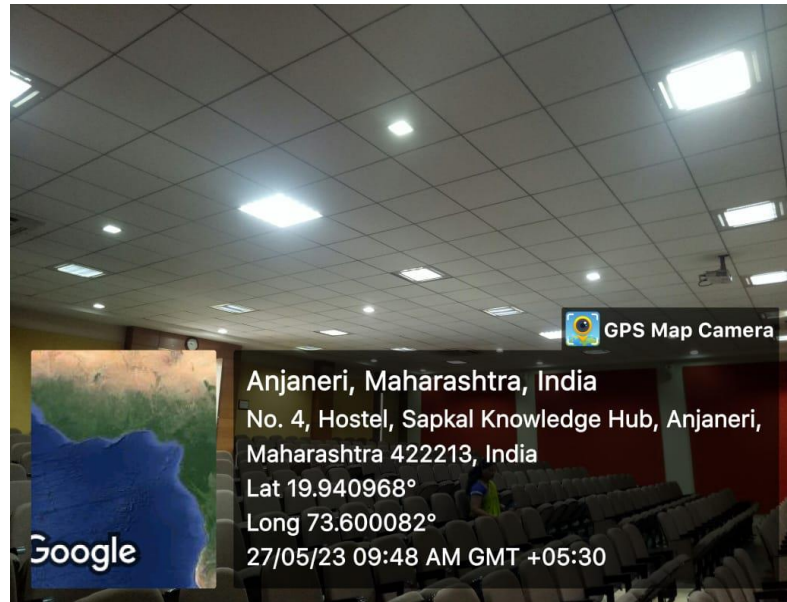 GPS Map Camera
Anjaneri, Maharashtra, India
No. 4, Hostel, Sapkal Knowledge Hub, Anjaneri,
Maharashtra 422213, India
Lat 19.940968°
Long 73.600082°
27/05/23 09:48 AM GMT +05:30
Google